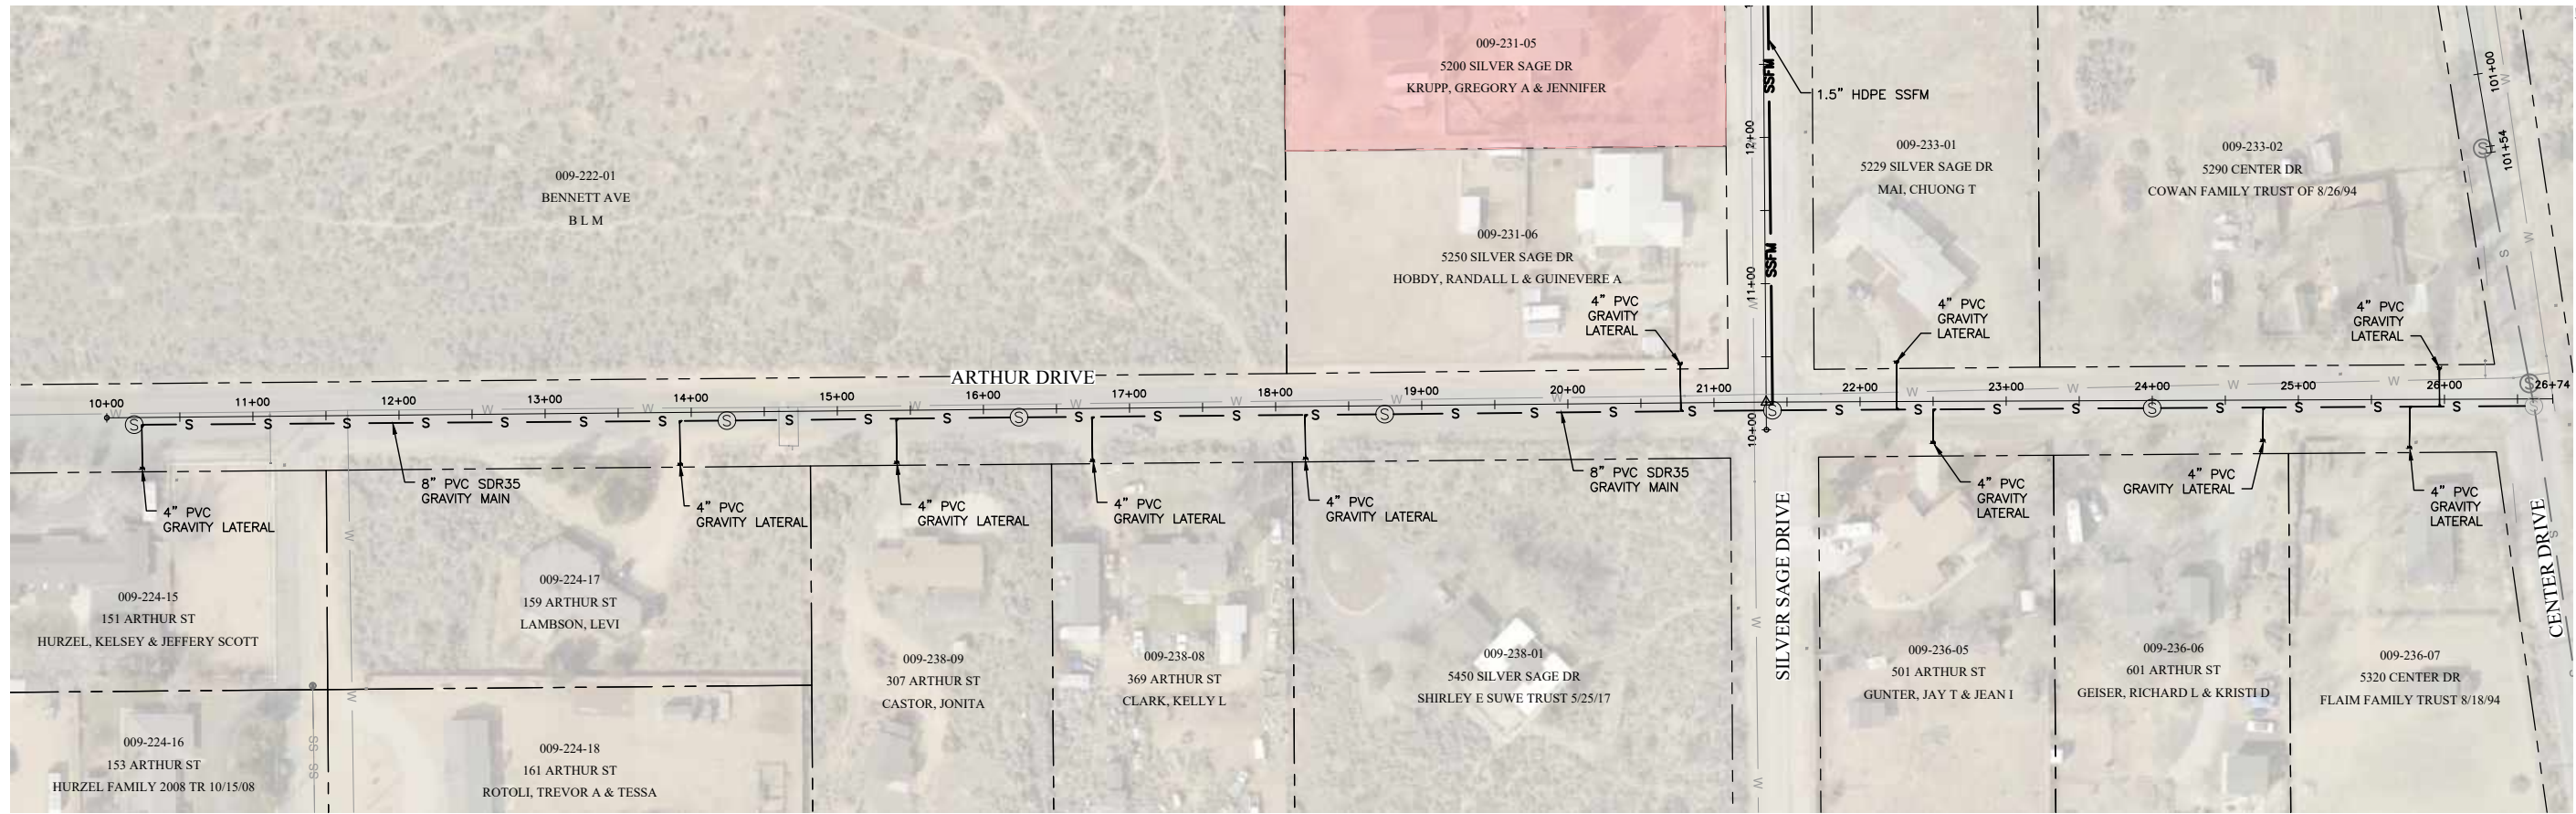 009-231-05
5200 SILVER SAGE DR
KRUPP, GREGORY A & JENNIFER
SSFM
1.5" HDPE SSFM
12+00
101+00
W
101+54
S
009-222-01
BENNETT AVE
B L M
009-233-01
5229 SILVER SAGE DR
MAI, CHUONG T
009-233-02
5290 CENTER DR
COWAN FAMILY TRUST OF 8/26/94
009-231-06
5250 SILVER SAGE DR
HOBDY, RANDALL L & GUINEVERE A
SSFM
11+00
W
W
S
4" PVC
GRAVITY
LATERAL
4" PVC
GRAVITY
LATERAL
4" PVC
GRAVITY
LATERAL
ARTHUR DRIVE
10+00
11+00
12+00
13+00
14+00
15+00
16+00
17+00
18+00
19+00
20+00
21+00
22+00
23+00
24+00
25+00
26+00
26+74
W W W W W W W W W W W
S S S S S S S S S S S S S S S S S S S S S S S S S S S S
10+00
8" PVC SDR35
GRAVITY MAIN
8" PVC SDR35
GRAVITY MAIN
4" PVC
GRAVITY LATERAL
4" PVC
GRAVITY LATERAL
4" PVC
GRAVITY LATERAL
4" PVC
GRAVITY LATERAL
4" PVC
GRAVITY LATERAL
4" PVC
GRAVITY
LATERAL
4" PVC
GRAVITY LATERAL
4" PVC
GRAVITY
LATERAL
SILVER SAGE DRIVE
CENTER DRIVE
W
009-224-15
151 ARTHUR ST
HURZEL, KELSEY & JEFFERY SCOTT
009-224-17
159 ARTHUR ST
LAMBSON, LEVI
009-238-09
307 ARTHUR ST
CASTOR, JONITA
009-238-08
369 ARTHUR ST
CLARK, KELLY L
009-238-01
5450 SILVER SAGE DR
SHIRLEY E SUWE TRUST 5/25/17
009-236-05
501 ARTHUR ST
GUNTER, JAY T & JEAN I
009-236-06
601 ARTHUR ST
GEISER, RICHARD L & KRISTI D
009-236-07
5320 CENTER DR
FLAIM FAMILY TRUST 8/18/94
W
W
SS SS
W
009-224-16
153 ARTHUR ST
HURZEL FAMILY 2008 TR 10/15/08
009-224-18
161 ARTHUR ST
ROTOLI, TREVOR A & TESSA